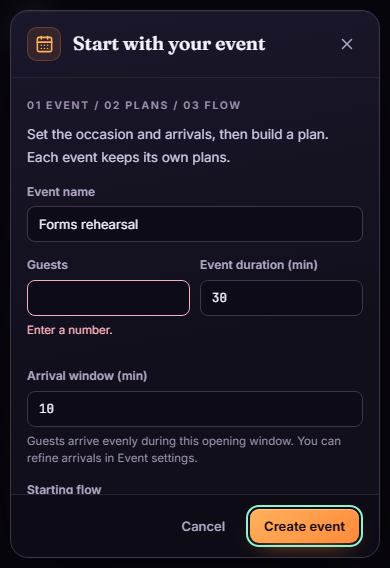 Start with your event
01 EVENT / 02 PLANS / 03 FLOW
Set the occasion and arrivals, then build a plan.
Each event keeps its own plans.
Event name
Forms rehearsal
Guests
Event duration (min)
30
Enter a number.
Arrival window (min)
10
Guests arrive evenly during this opening window. You can
refine arrivals in Event settings.
Starting flow
Cancel
Create event